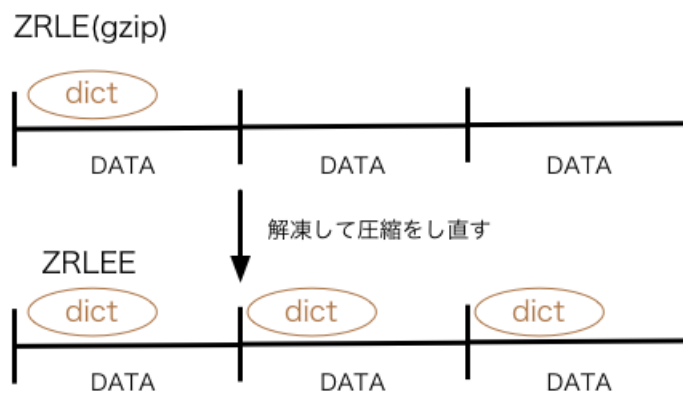 ZRLE(gzip)
dict
DATA DATA DATA
解凍して圧縮をし直す
ZRLEE
dict dict dict
DATA DATA DATA